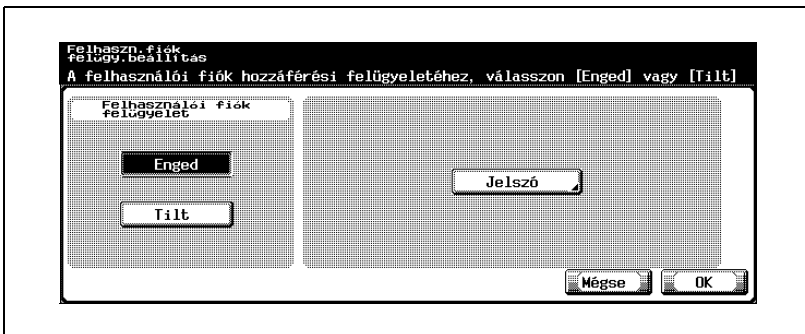 Felhaszn.fiók
felügy.beállítás
A felhasználói fiók hozzáférési felügyeletéhez, válasszon [Enged] vagy [Tilt]
Felhasználói fiók
felügyelet
Enged
Jelszó
Tilt
Mégse
OK